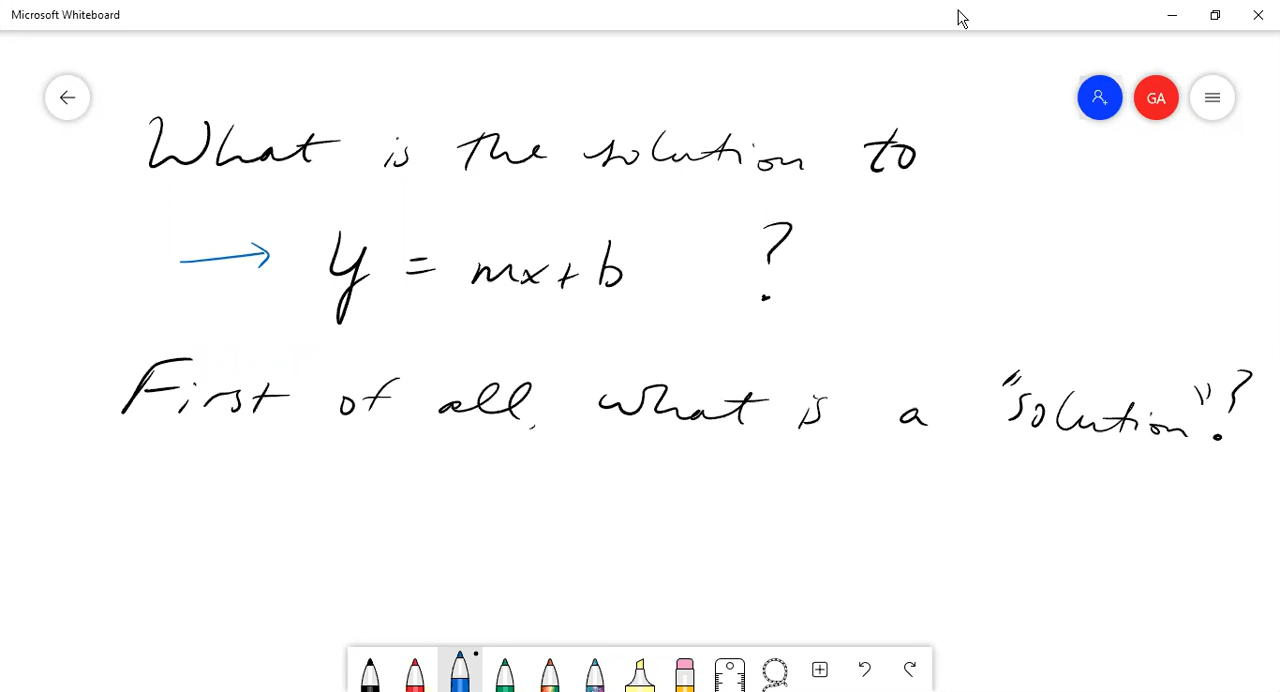 Microsoft Whiteboard
GA
What is the solution to
→ y = mx + b ?
First of all, what is a "solution"?